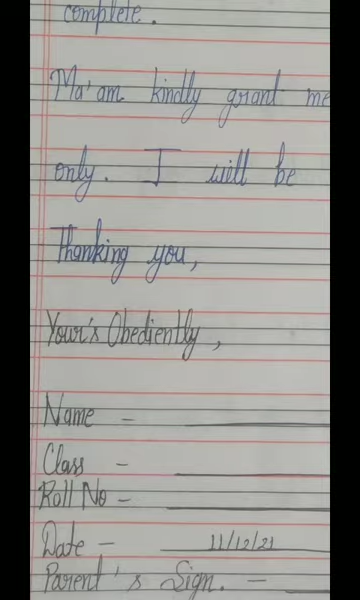 complete.
Ma'am kindly grant me
only. I will be
Thanking you,
Your's Obediently,
Name -
Class -
Roll No -
Date - 11/12/21
Parent's Sign. -